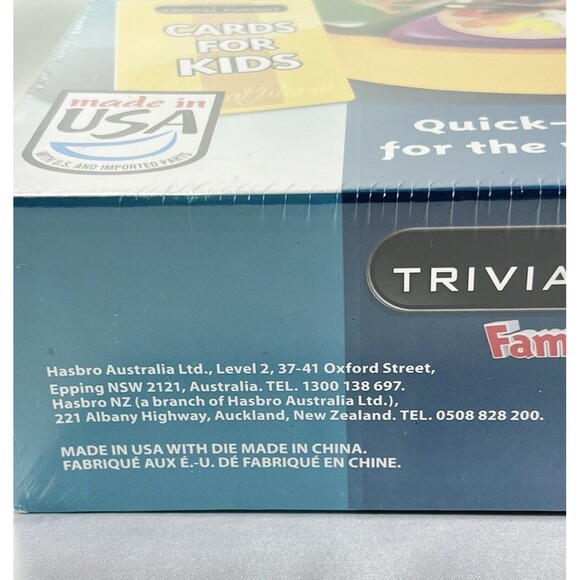 TRIVIAL PURSUIT
CARDS
FOR
KIDS
made in
USA
WITH U.S. AND IMPORTED PARTS
Quick-
for the
TRIVIA
Fam
Hasbro Australia Ltd., Level 2, 37-41 Oxford Street,
Epping NSW 2121, Australia. TEL. 1300 138 697.
Hasbro NZ (a branch of Hasbro Australia Ltd.),
221 Albany Highway, Auckland, New Zealand. TEL. 0508 828 200.
MADE IN USA WITH DIE MADE IN CHINA.
FABRIQUÉ AUX É.-U. DÉ FABRIQUÉ EN CHINE.